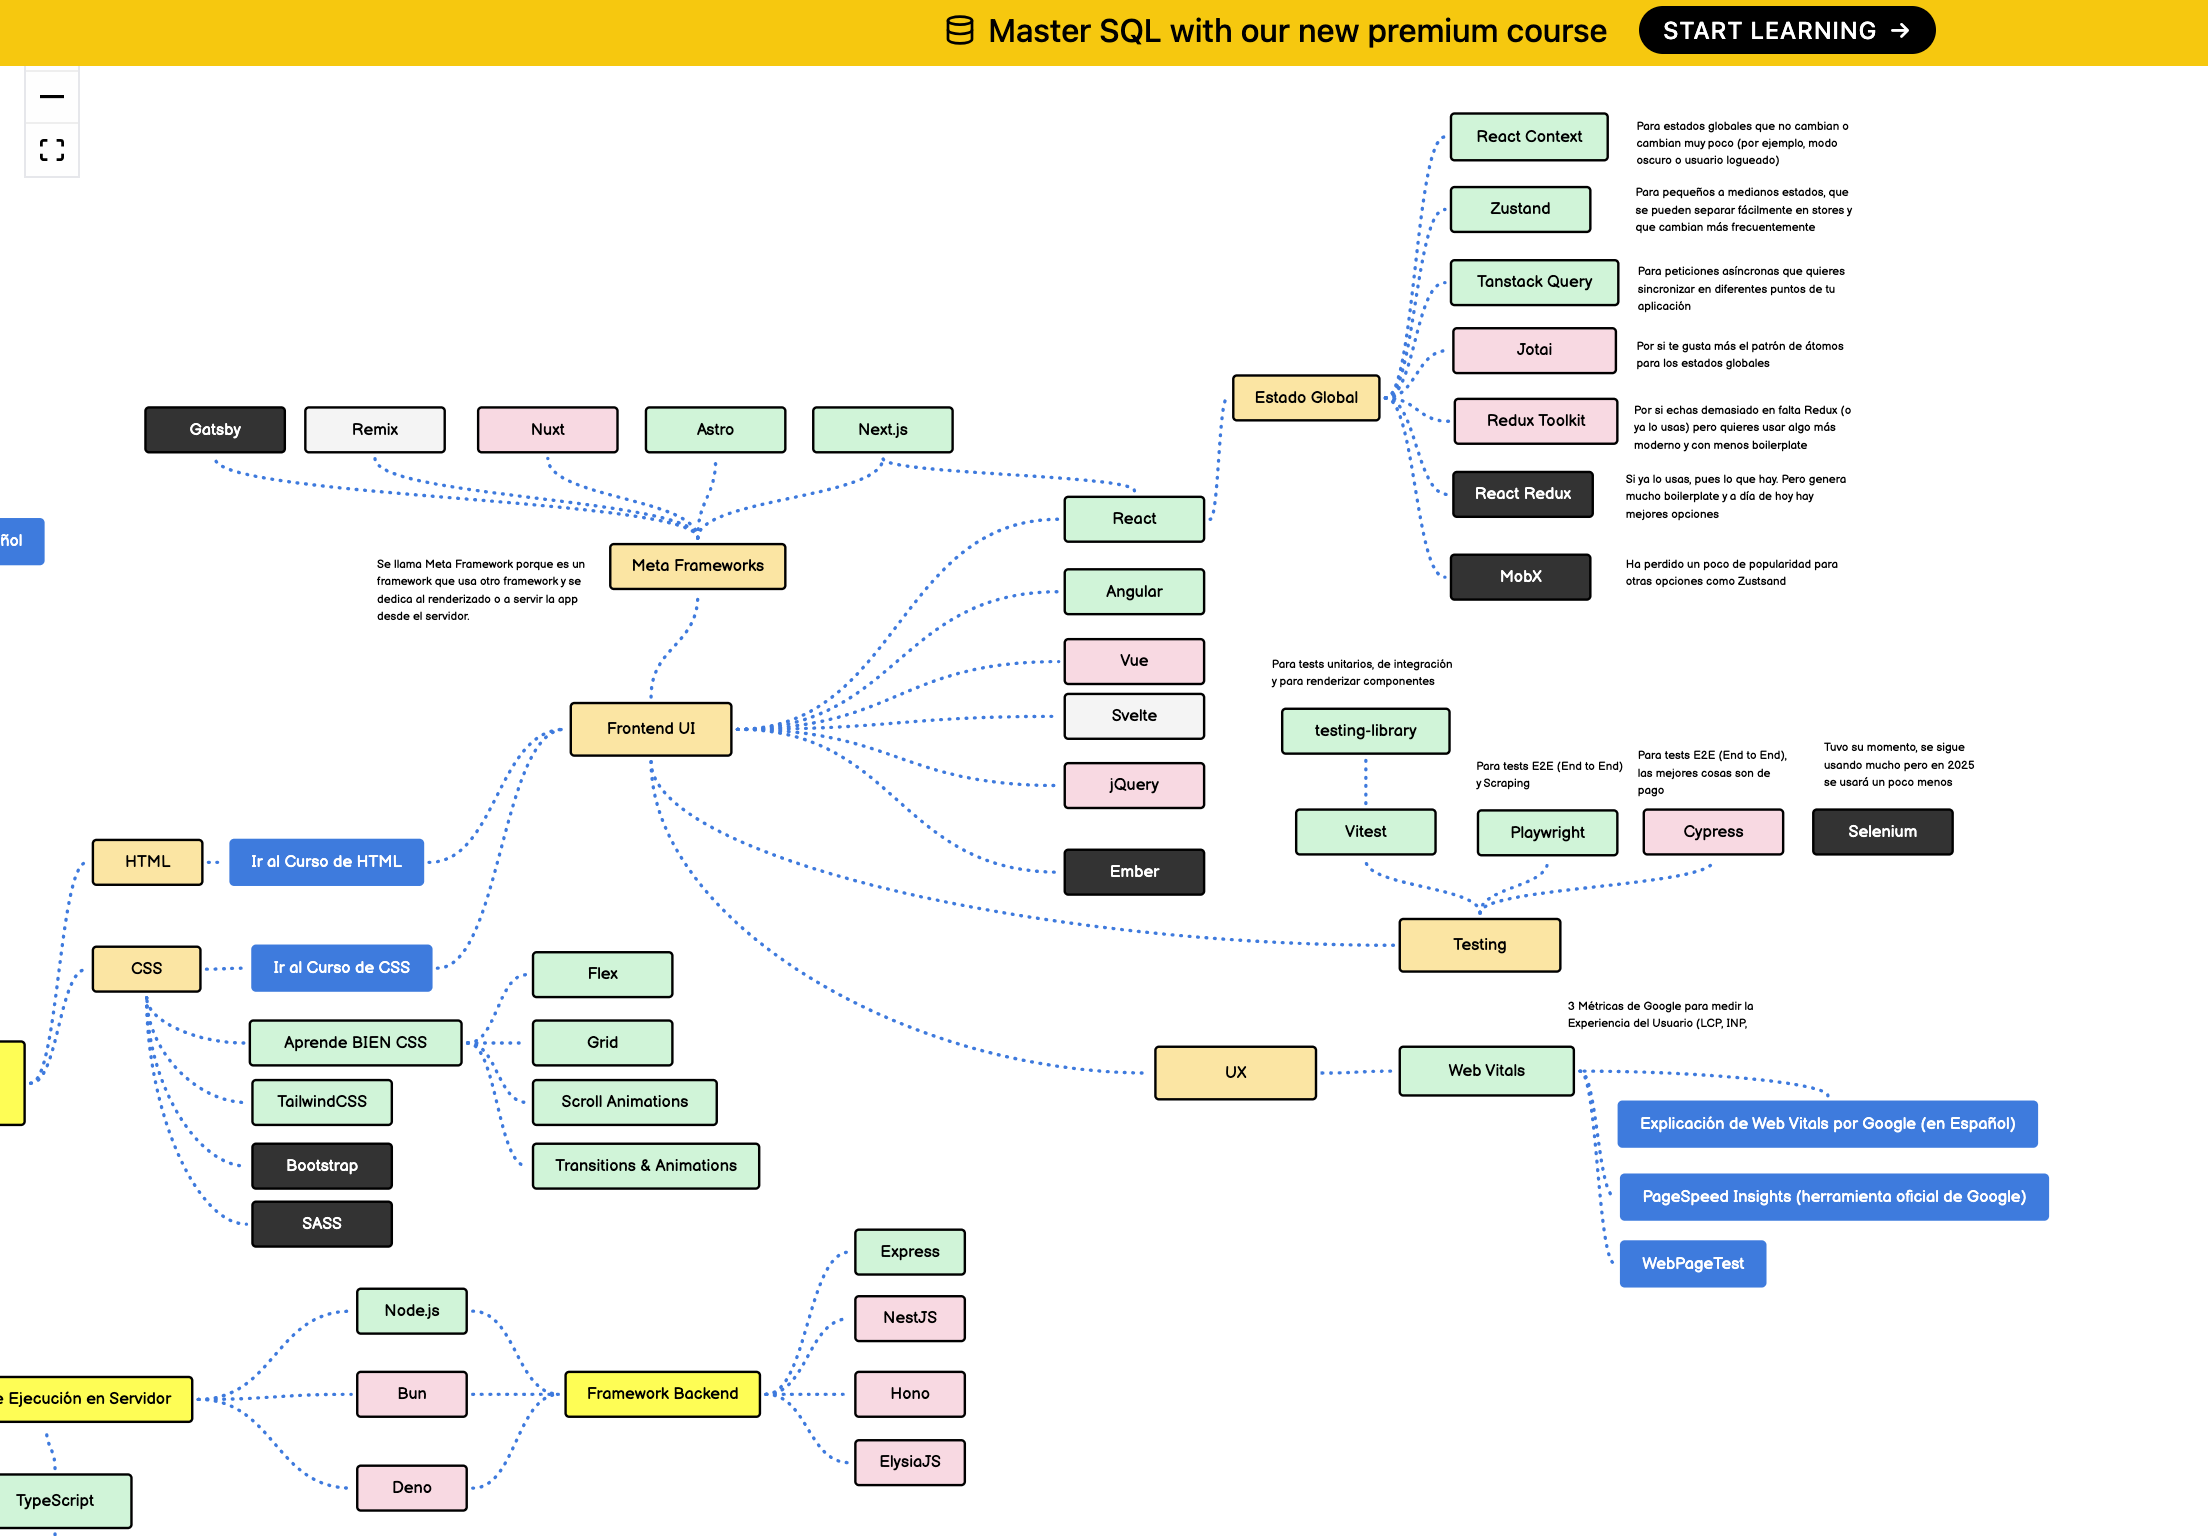 Master SQL with our new premium course
START LEARNING →
React Context
Para estados globales que no cambian o
cambian muy poco (por ejemplo, modo
oscuro o usuario logueado)
Zustand
Para pequeños a medianos estados, que
se pueden separar fácilmente en stores y
que cambian más frecuentemente
Tanstack Query
Para peticiones asíncronas que quieres
sincronizar en diferentes puntos de tu
aplicación
Jotai
Por si te gusta más el patrón de átomos
para los estados globales
Estado Global
Redux Toolkit
Por si echas demasiado en falta Redux (o
ya lo usas) pero quieres usar algo más
moderno y con menos boilerplate
React Redux
Si ya lo usas, pues lo que hay. Pero genera
mucho boilerplate y a día de hoy hay
mejores opciones
MobX
Ha perdido un poco de popularidad para
otras opciones como Zustsand
Gatsby
Remix
Nuxt
Astro
Next.js
ñol
Se llama Meta Framework porque es un
framework que usa otro framework y se
dedica al renderizado o a servir la app
desde el servidor.
Meta Frameworks
React
Angular
Vue
Svelte
jQuery
Ember
Frontend UI
Para tests unitarios, de integración
y para renderizar componentes
testing-library
Vitest
Para tests E2E (End to End)
y Scraping
Playwright
Para tests E2E (End to End),
las mejores cosas son de
pago
Cypress
Tuvo su momento, se sigue
usando mucho pero en 2025
se usará un poco menos
Selenium
Testing
HTML
Ir al Curso de HTML
CSS
Ir al Curso de CSS
Aprende BIEN CSS
TailwindCSS
Bootstrap
SASS
Flex
Grid
Scroll Animations
Transitions & Animations
UX
3 Métricas de Google para medir la
Experiencia del Usuario (LCP, INP,
Web Vitals
Explicación de Web Vitals por Google (en Español)
PageSpeed Insights (herramienta oficial de Google)
WebPageTest
e Ejecución en Servidor
TypeScript
Node.js
Bun
Deno
Framework Backend
Express
NestJS
Hono
ElysiaJS